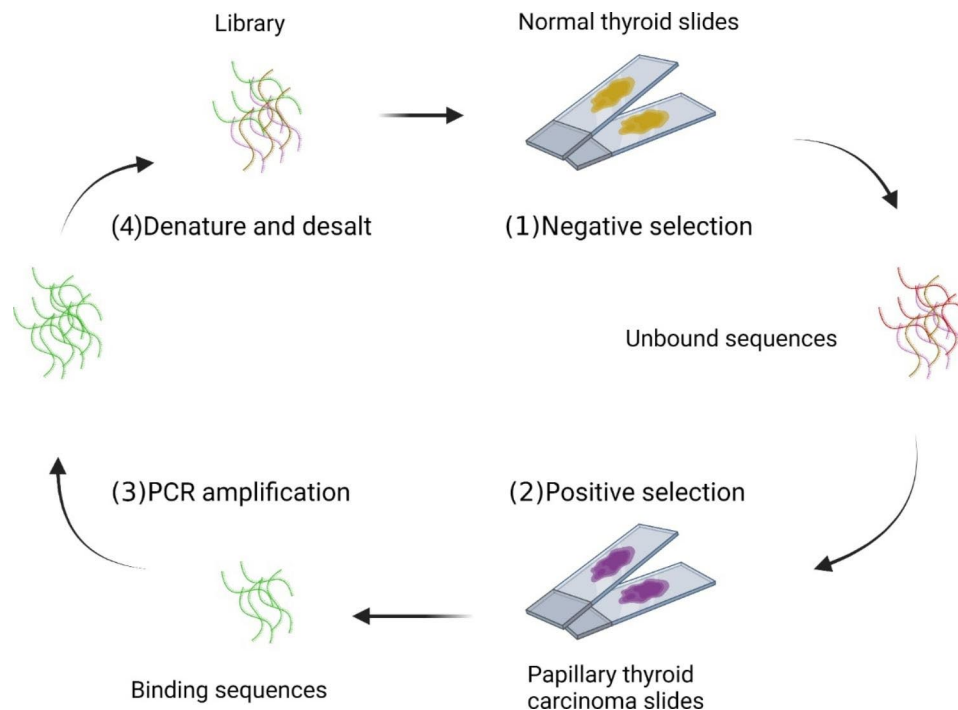 Library
Normal thyroid slides
(4)Denature and desalt
(1)Negative selection
Unbound sequences
(3)PCR amplification
(2)Positive selection
Binding sequences
Papillary thyroid
carcinoma slides